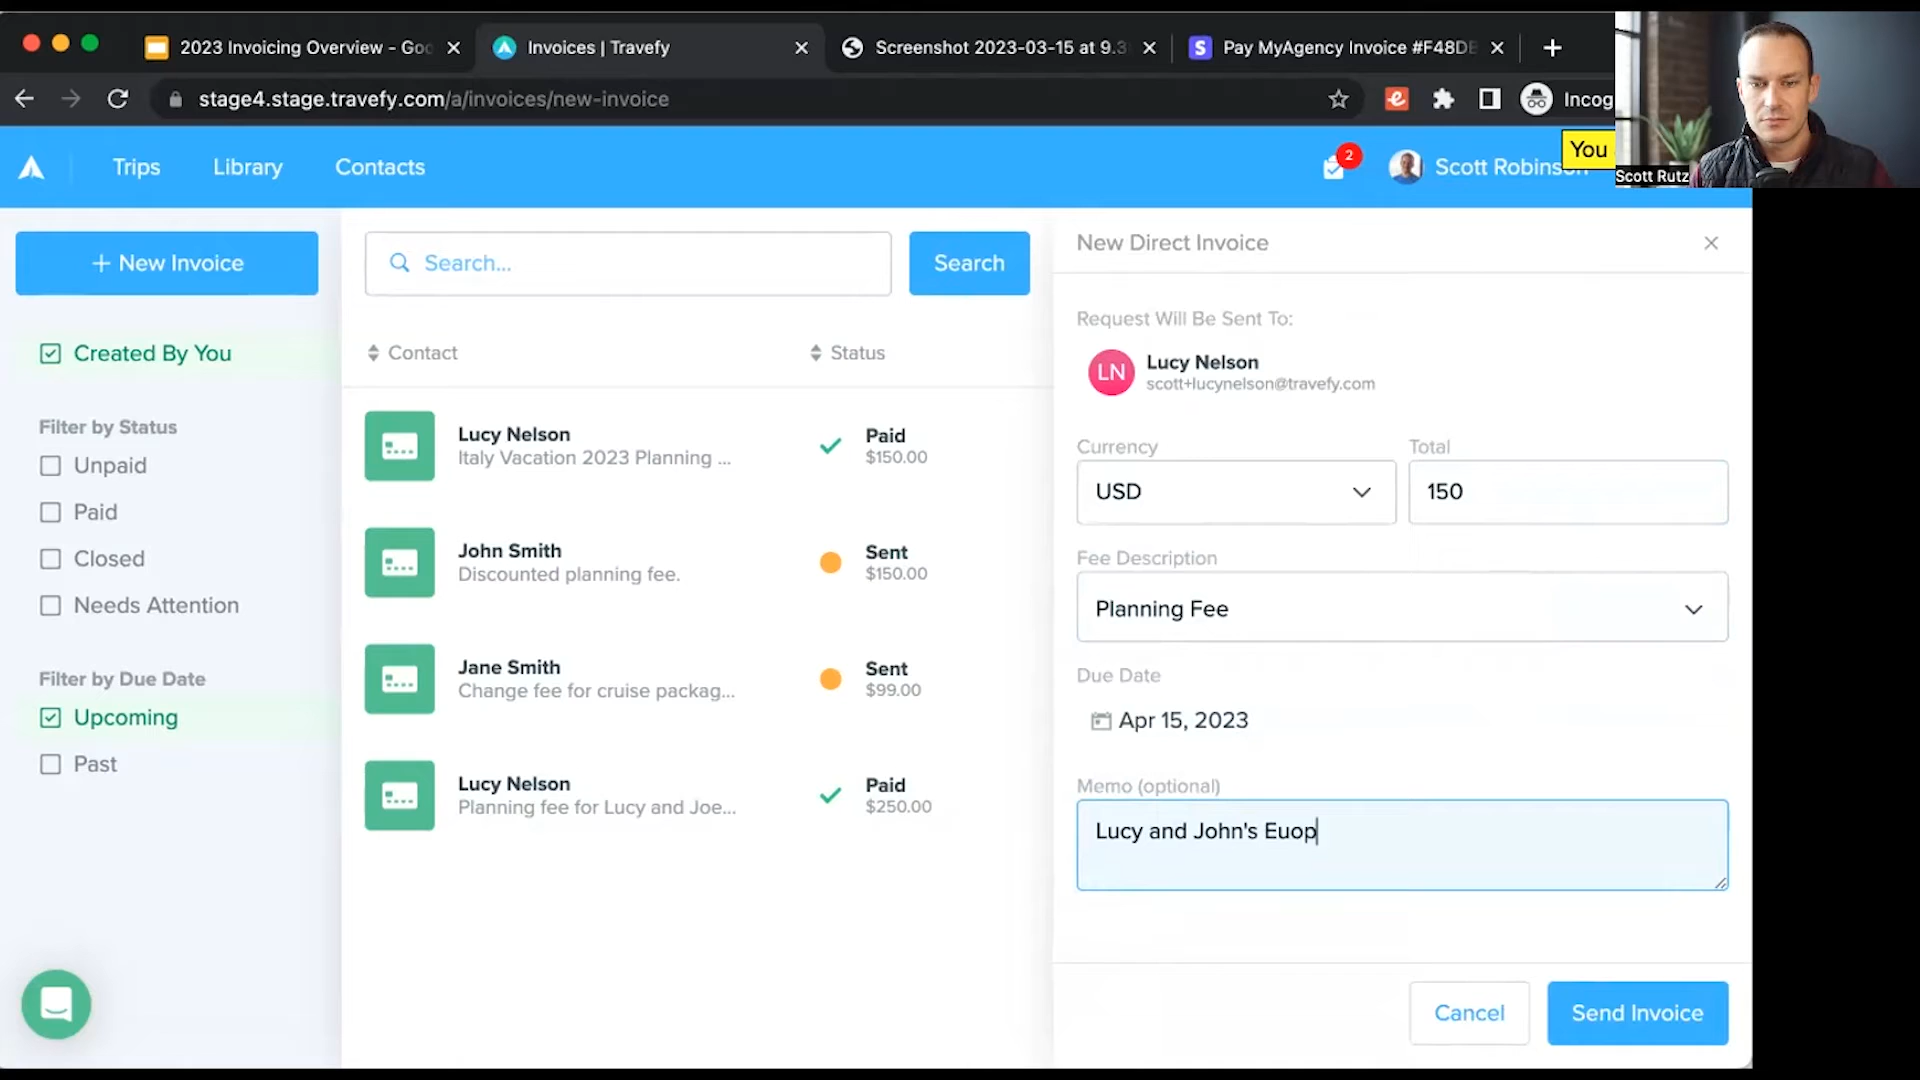 2023 Invoicing Overview - Goo
Invoices | Travefy
Screenshot 2023-03-15 at 9.3
S
Pay MyAgency Invoice #F48DE
stage4.stage.travefy.com/a/invoices/new-invoice
Incog
Trips
Library
Contacts
2
Scott Robins
You
Scott Rutz
+ New Invoice
Search...
Search
New Direct Invoice
Created By You
Filter by Status
Unpaid
Paid
Closed
Needs Attention
Filter by Due Date
Upcoming
Past
Contact
Status
Lucy Nelson
Italy Vacation 2023 Planning ...
Paid
$150.00
John Smith
Discounted planning fee.
Sent
$150.00
Jane Smith
Change fee for cruise packag...
Sent
$99.00
Lucy Nelson
Planning fee for Lucy and Joe...
Paid
$250.00
Request Will Be Sent To:
LN
Lucy Nelson
scott+lucynelson@travefy.com
Currency
Total
USD
150
Fee Description
Planning Fee
Due Date
Apr 15, 2023
Memo (optional)
Lucy and John's Euop
Cancel
Send Invoice